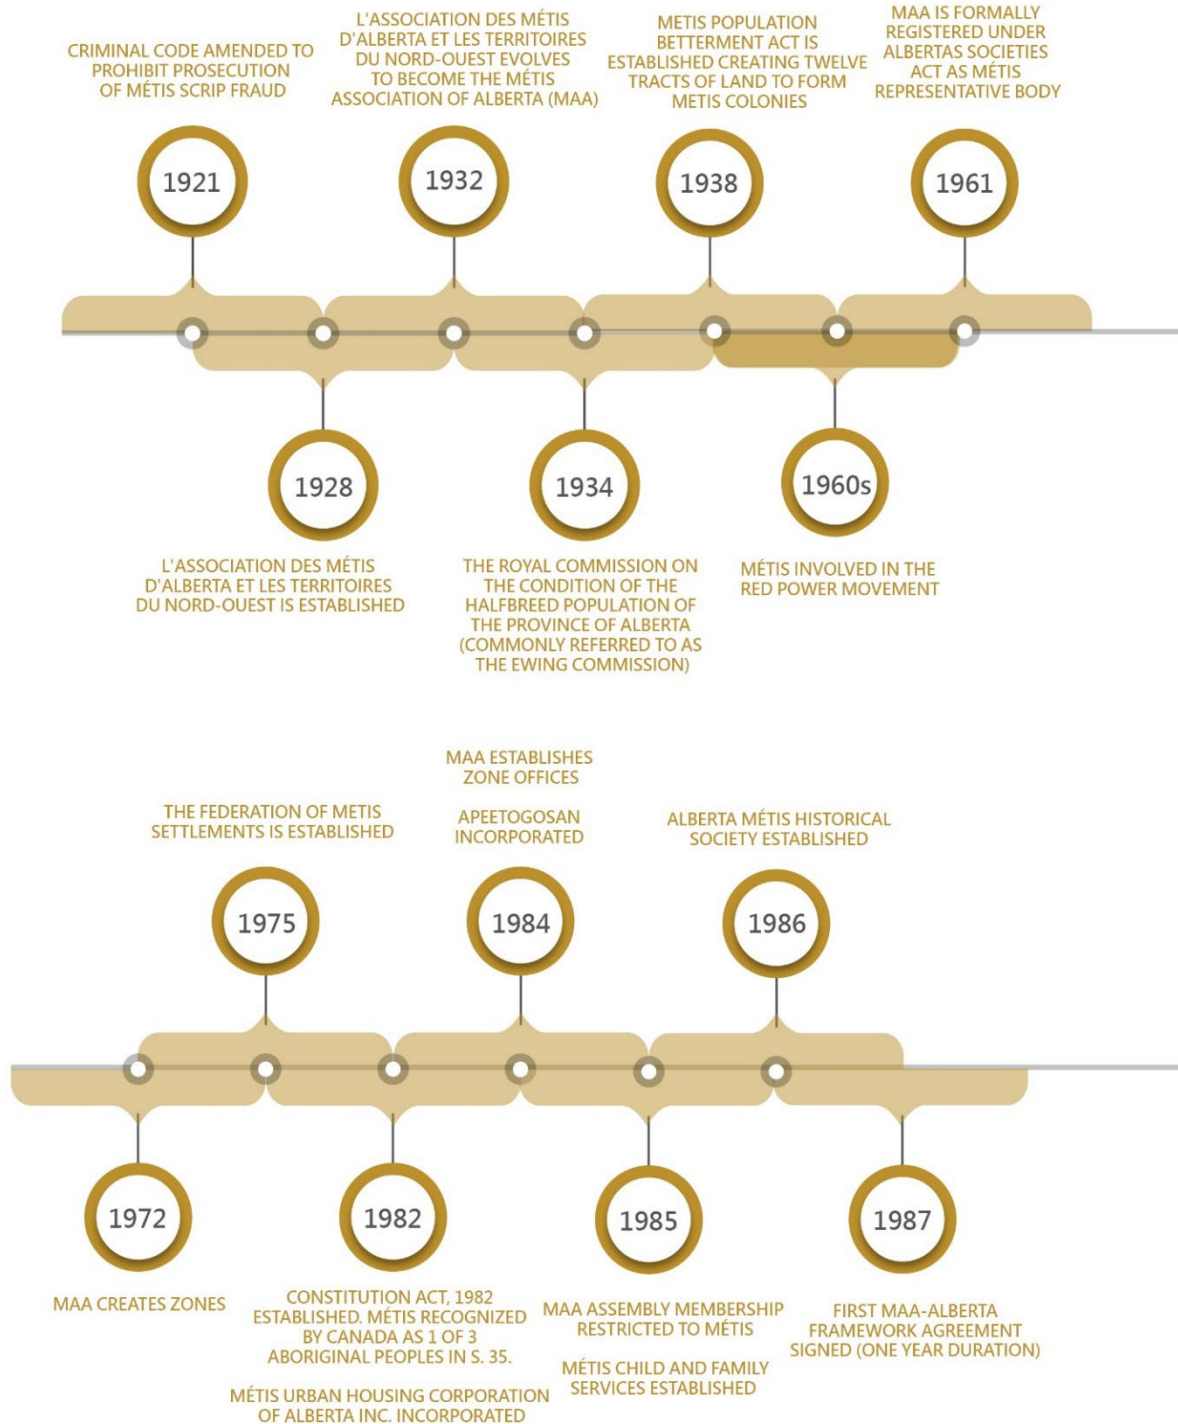 CRIMINAL CODE AMENDED TO
PROHIBIT PROSECUTION
OF MÉTIS SCRIP FRAUD
1921
L'ASSOCIATION DES MÉTIS
D'ALBERTA ET LES TERRITOIRES
DU NORD-OUEST EVOLVES
TO BECOME THE MÉTIS
ASSOCIATION OF ALBERTA (MAA)
1932
METIS POPULATION
BETTERMENT ACT IS
ESTABLISHED CREATING TWELVE
TRACTS OF LAND TO FORM
METIS COLONIES
1938
MAA IS FORMALLY
REGISTERED UNDER
ALBERTAS SOCIETIES
ACT AS MÉTIS
REPRESENTATIVE BODY
1961
1928
L'ASSOCIATION DES MÉTIS
D'ALBERTA ET LES TERRITOIRES
DU NORD-OUEST IS ESTABLISHED
1934
THE ROYAL COMMISSION ON
THE CONDITION OF THE
HALFBREED POPULATION OF
THE PROVINCE OF ALBERTA
(COMMONLY REFERRED TO AS
THE EWING COMMISSION)
1960s
MÉTIS INVOLVED IN THE
RED POWER MOVEMENT
THE FEDERATION OF METIS
SETTLEMENTS IS ESTABLISHED
1975
MAA ESTABLISHES
ZONE OFFICES
APEETOGOSAN
INCORPORATED
1984
ALBERTA MÉTIS HISTORICAL
SOCIETY ESTABLISHED
1986
1972
MAA CREATES ZONES
1982
CONSTITUTION ACT, 1982
ESTABLISHED. MÉTIS RECOGNIZED
BY CANADA AS 1 OF 3
ABORIGINAL PEOPLES IN S. 35.
MÉTIS URBAN HOUSING CORPORATION
OF ALBERTA INC. INCORPORATED
1985
MAA ASSEMBLY MEMBERSHIP
RESTRICTED TO MÉTIS
MÉTIS CHILD AND FAMILY
SERVICES ESTABLISHED
1987
FIRST MAA-ALBERTA
FRAMEWORK AGREEMENT
SIGNED (ONE YEAR DURATION)